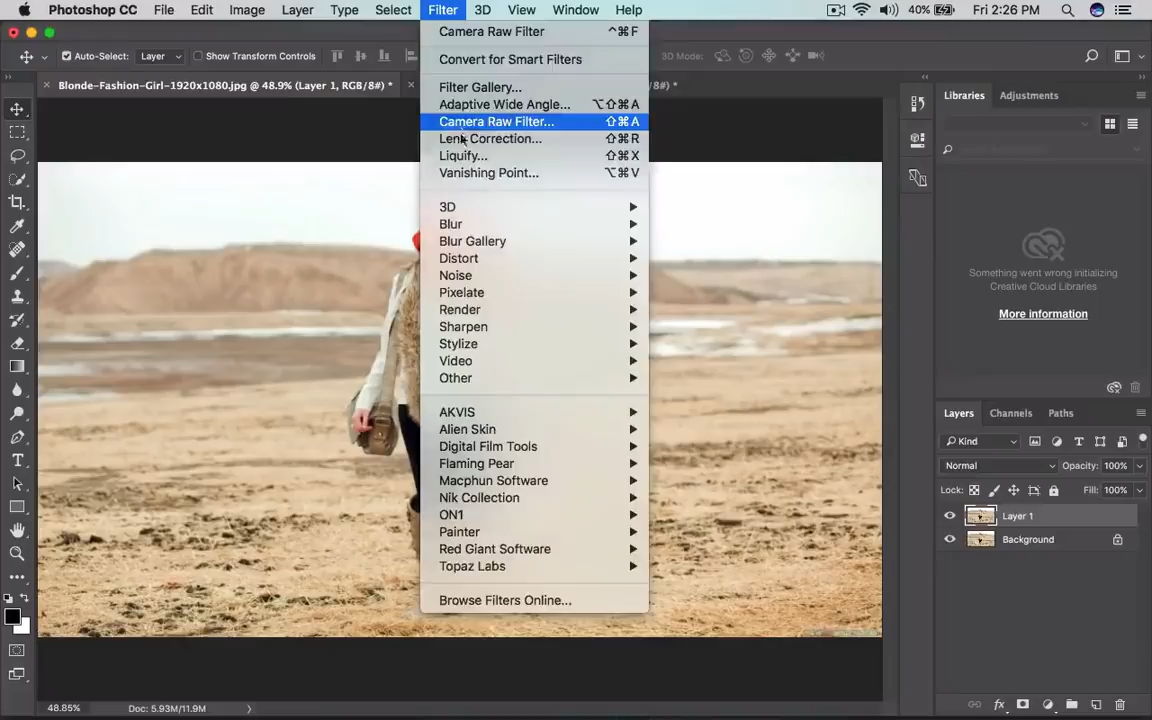 Photoshop CC File Edit Image Layer Type Select Filter 3D View Window Help 40% Fri 2:26 PM
Auto-Select: Layer Show Transform Controls 3D Mode:
Blonde-Fashion-Girl-1920x1080.jpg @ 48.9% (Layer 1, RGB/8#) * /8#) *
Camera Raw Filter ^⌘F
Convert for Smart Filters
Filter Gallery...
Adaptive Wide Angle... ⌥⇧⌘A
Camera Raw Filter... ⇧⌘A
Lens Correction... ⇧⌘R
Liquify... ⇧⌘X
Vanishing Point... ⌥⌘V
3D
Blur
Blur Gallery
Distort
Noise
Pixelate
Render
Sharpen
Stylize
Video
Other
AKVIS
Alien Skin
Digital Film Tools
Flaming Pear
Macphun Software
Nik Collection
ON1
Painter
Red Giant Software
Topaz Labs
Browse Filters Online...
Libraries Adjustments
Something went wrong initializing
Creative Cloud Libraries
More information
Layers Channels Paths
Kind
Normal Opacity: 100%
Lock: Fill: 100%
Layer 1
Background
48.85% Doc: 5.93M/11.9M